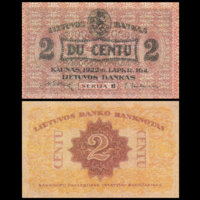 LIETUVOS BANKAS
2 DU CENTU 2
KAUNAS, 1922 m. LAPKR. 16 d.
LIETUVOS BANKAS
SERIJA B
LIETUVOS BANKO BANKNOTAS
CENTU 2 CENTU